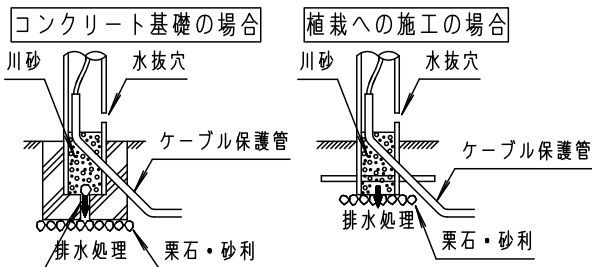 コンクリート基礎の場合
川砂
水抜穴
ケーブル保護管
排水処理
栗石・砂利
植栽への施工の場合
川砂
水抜穴
ケーブル保護管
排水処理
栗石・砂利